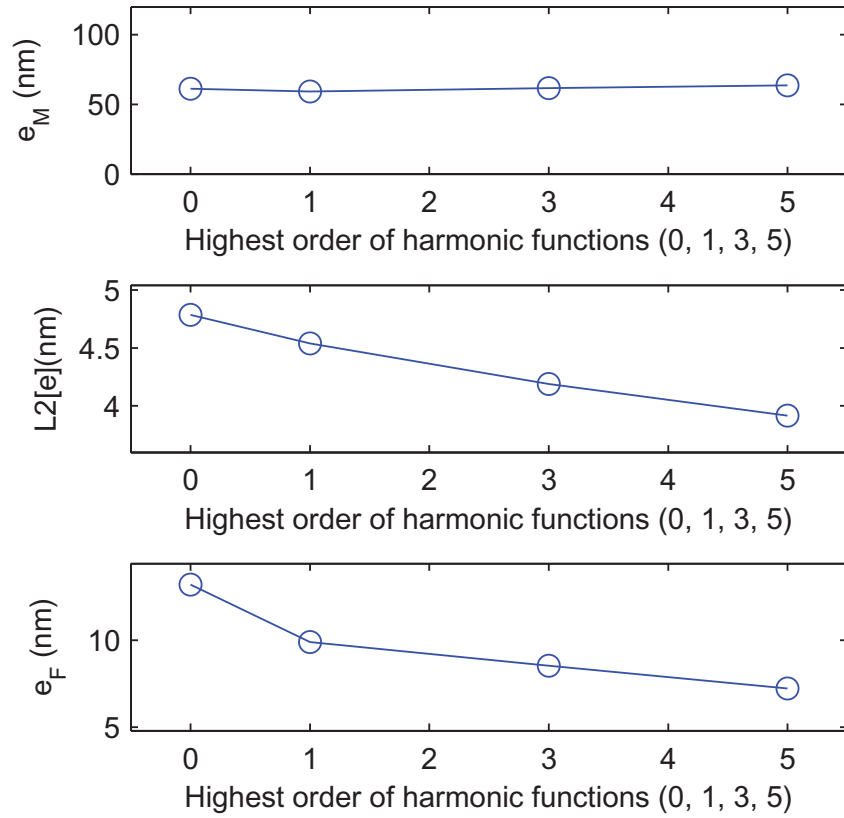 100
50
0
e_M (nm)
0 1 2 3 4 5
Highest order of harmonic functions (0, 1, 3, 5)
5
4.5
4
L2[e](nm)
0 1 2 3 4 5
Highest order of harmonic functions (0, 1, 3, 5)
10
5
e_F (nm)
0 1 2 3 4 5
Highest order of harmonic functions (0, 1, 3, 5)